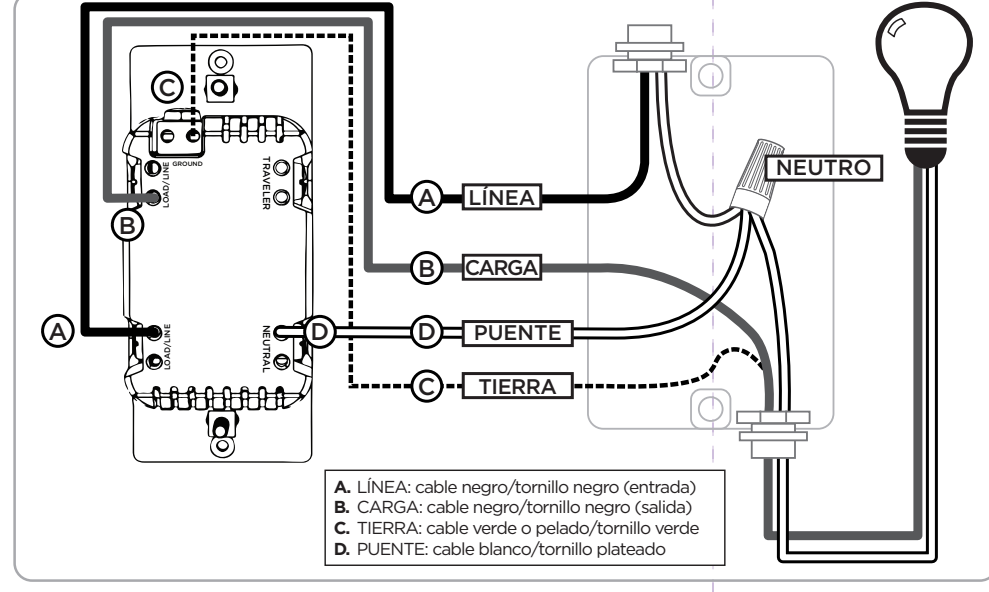 C
GROUND
LOAD/LINE
TRAVELER
B
A
LOAD/LINE
NEUTRAL
D
A LÍNEA
B CARGA
D PUENTE
C TIERRA
NEUTRO
A. LÍNEA: cable negro/tornillo negro (entrada)
B. CARGA: cable negro/tornillo negro (salida)
C. TIERRA: cable verde o pelado/tornillo verde
D. PUENTE: cable blanco/tornillo plateado